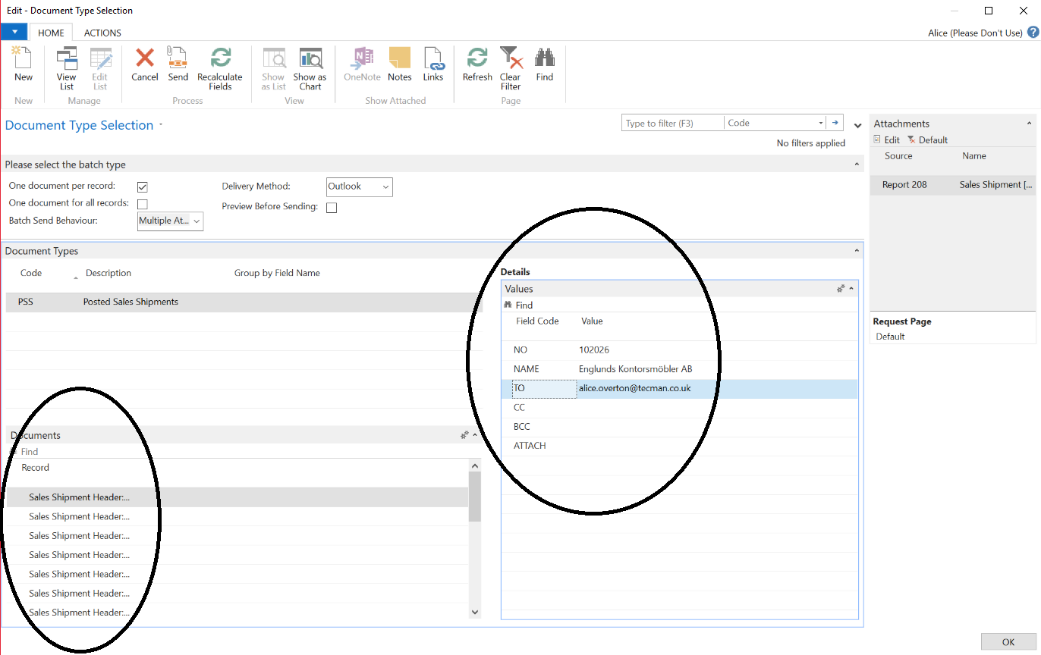 Edit - Document Type Selection
HOME
ACTIONS
Alice (Please Don't Use)
?
New
View List
Edit List
Cancel
Send
Recalculate Fields
Show as List
Show as Chart
OneNote
Notes
Links
Refresh
Clear Filter
Find
New
Manage
Process
View
Show Attached
Page
Document Type Selection
Type to filter (F3)
Code
No filters applied
Please select the batch type
One document per record:
Delivery Method:
Outlook
One document for all records:
Preview Before Sending:
Batch Send Behaviour:
Multiple At...
Document Types
Code
Description
Group by Field Name
PSS
Posted Sales Shipments
Documents
Find
Record
Sales Shipment Header:...
Sales Shipment Header:...
Sales Shipment Header:...
Sales Shipment Header:...
Sales Shipment Header:...
Sales Shipment Header:...
Sales Shipment Header:...
Details
Values
Find
Field Code
Value
NO
102026
NAME
Englunds Kontorsmöbler AB
TO
alice.overton@tecman.co.uk
CC
BCC
ATTACH
Attachments
Edit
Default
Source
Name
Report 208
Sales Shipment [...
Request Page
Default
OK